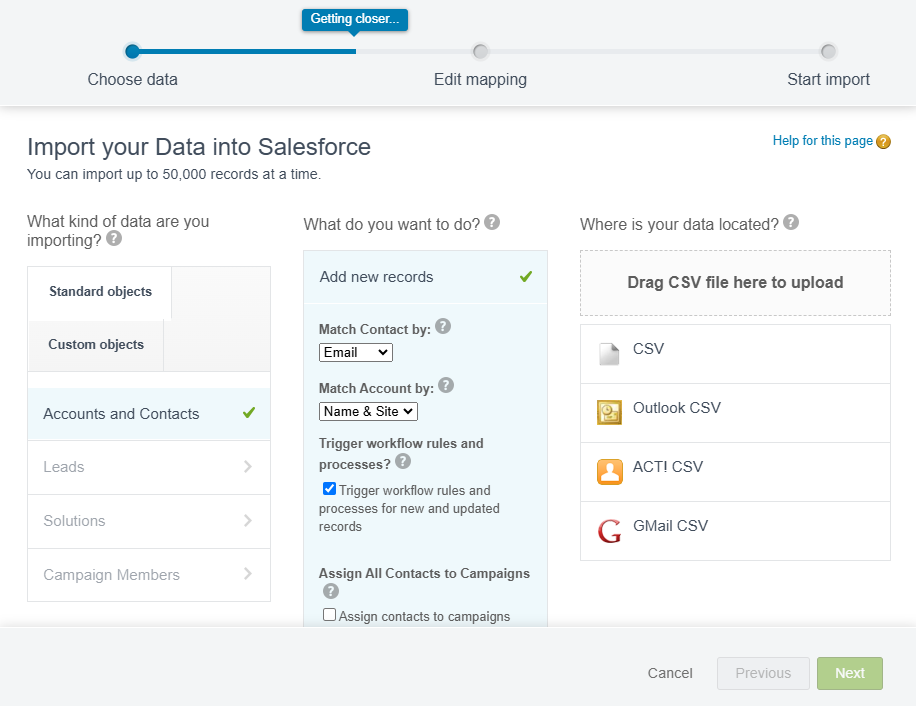 Getting closer...
Choose data
Edit mapping
Start import
Import your Data into Salesforce
Help for this page ?
You can import up to 50,000 records at a time.
What kind of data are you
importing? ?
Standard objects
Custom objects
Accounts and Contacts
Leads
Solutions
Campaign Members
What do you want to do? ?
Add new records
Match Contact by: ?
Email
Match Account by: ?
Name & Site
Trigger workflow rules and
processes? ?
Trigger workflow rules and
processes for new and updated
records
Assign All Contacts to Campaigns
?
Assign contacts to campaigns
Where is your data located? ?
Drag CSV file here to upload
CSV
Outlook CSV
ACT! CSV
G GMail CSV
Cancel
Previous
Next